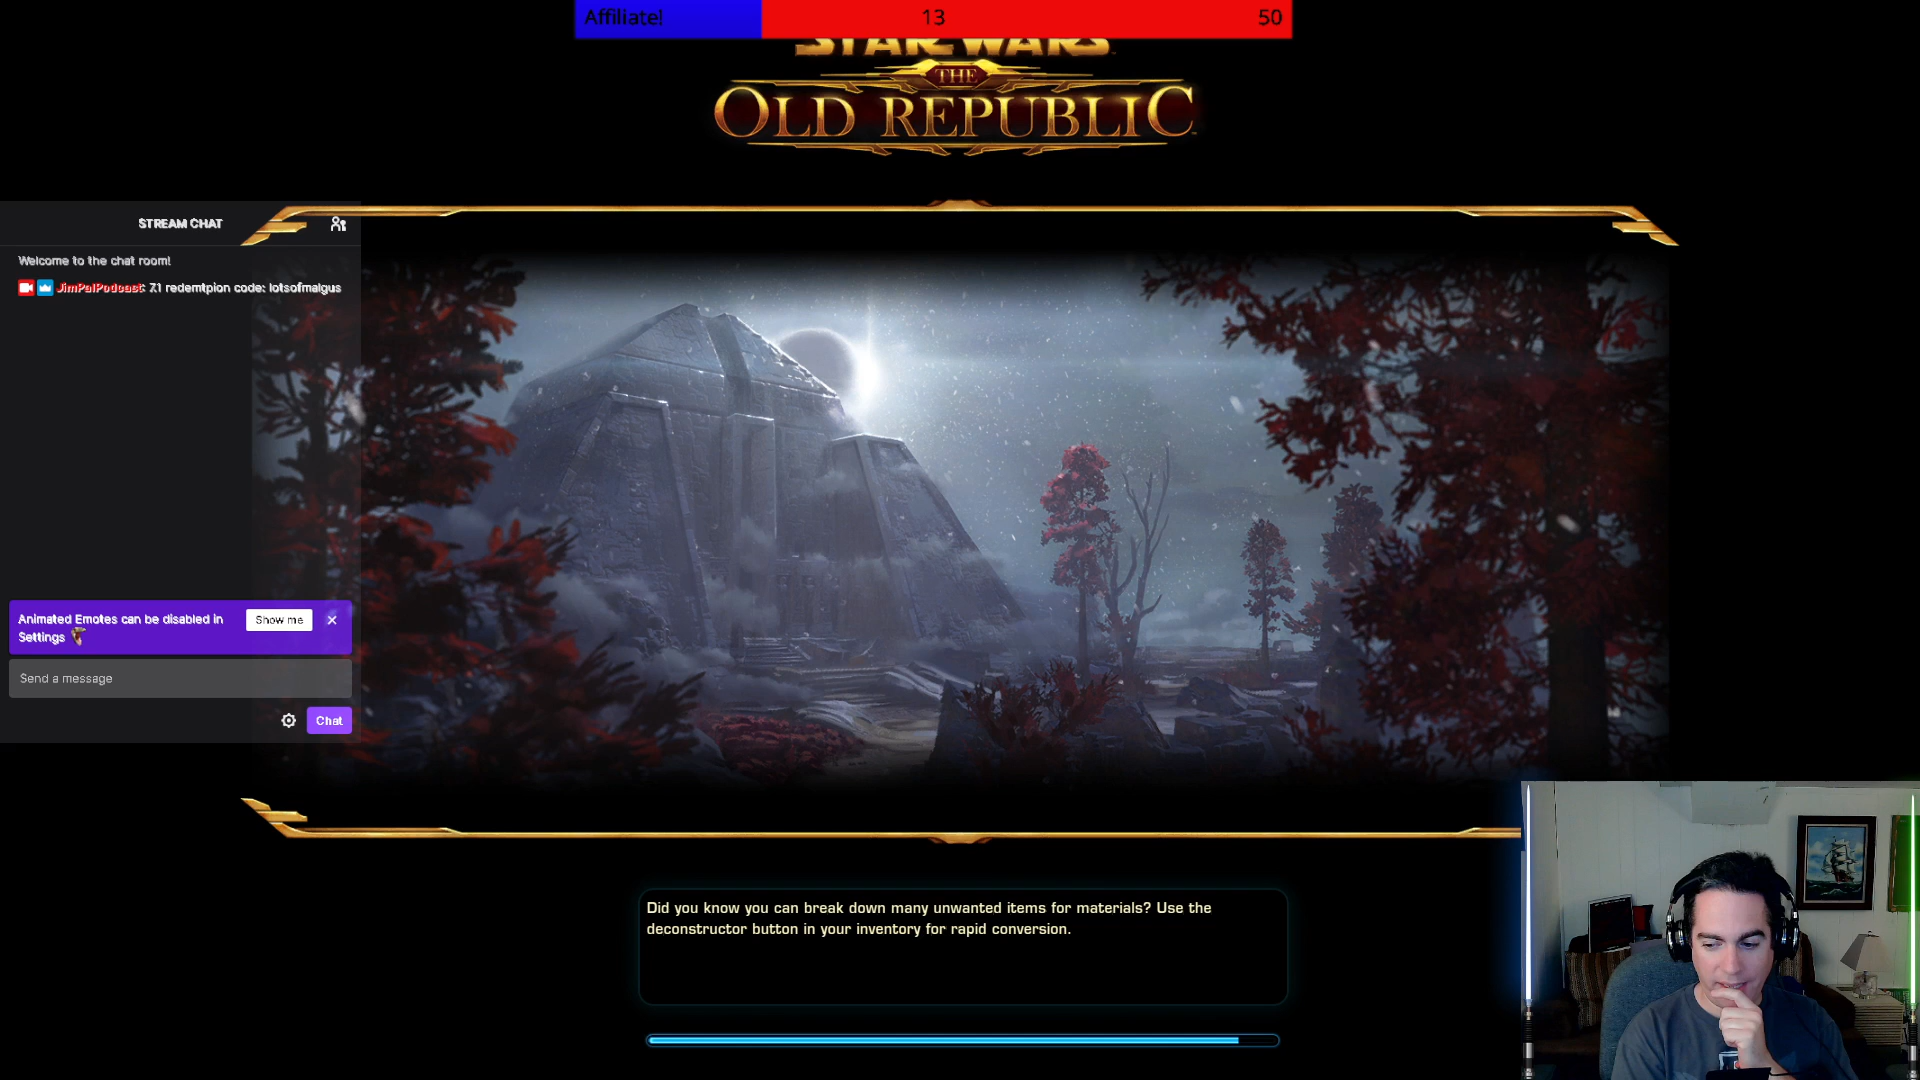 Affiliate! 13 50
STAR WARS
THE
OLD REPUBLIC
STREAM CHAT
Welcome to the chat room!
JimPalPodcast: 7.1 redemtpion code: lotsofmalgus
Animated Emotes can be disabled in
Settings
Show me
Send a message
Chat
Did you know you can break down many unwanted items for materials? Use the
deconstructor button in your inventory for rapid conversion.